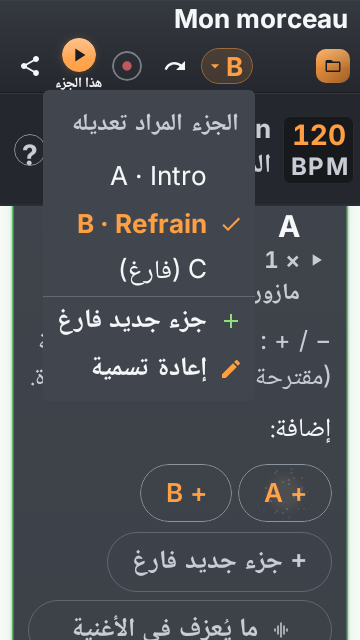 Mon morceau
B
هذا الجزء
الجزء المراد تعديله
120
BPM
?
A · Intro
B · Refrain
C (فارغ)
+ جزء جديد فارغ
إعادة تسمية
A
1 ×
مازور
: + / −
(مقترحة
إضافة:
A +
B +
+ جزء جديد فارغ
ما يُعزف في الأغنية